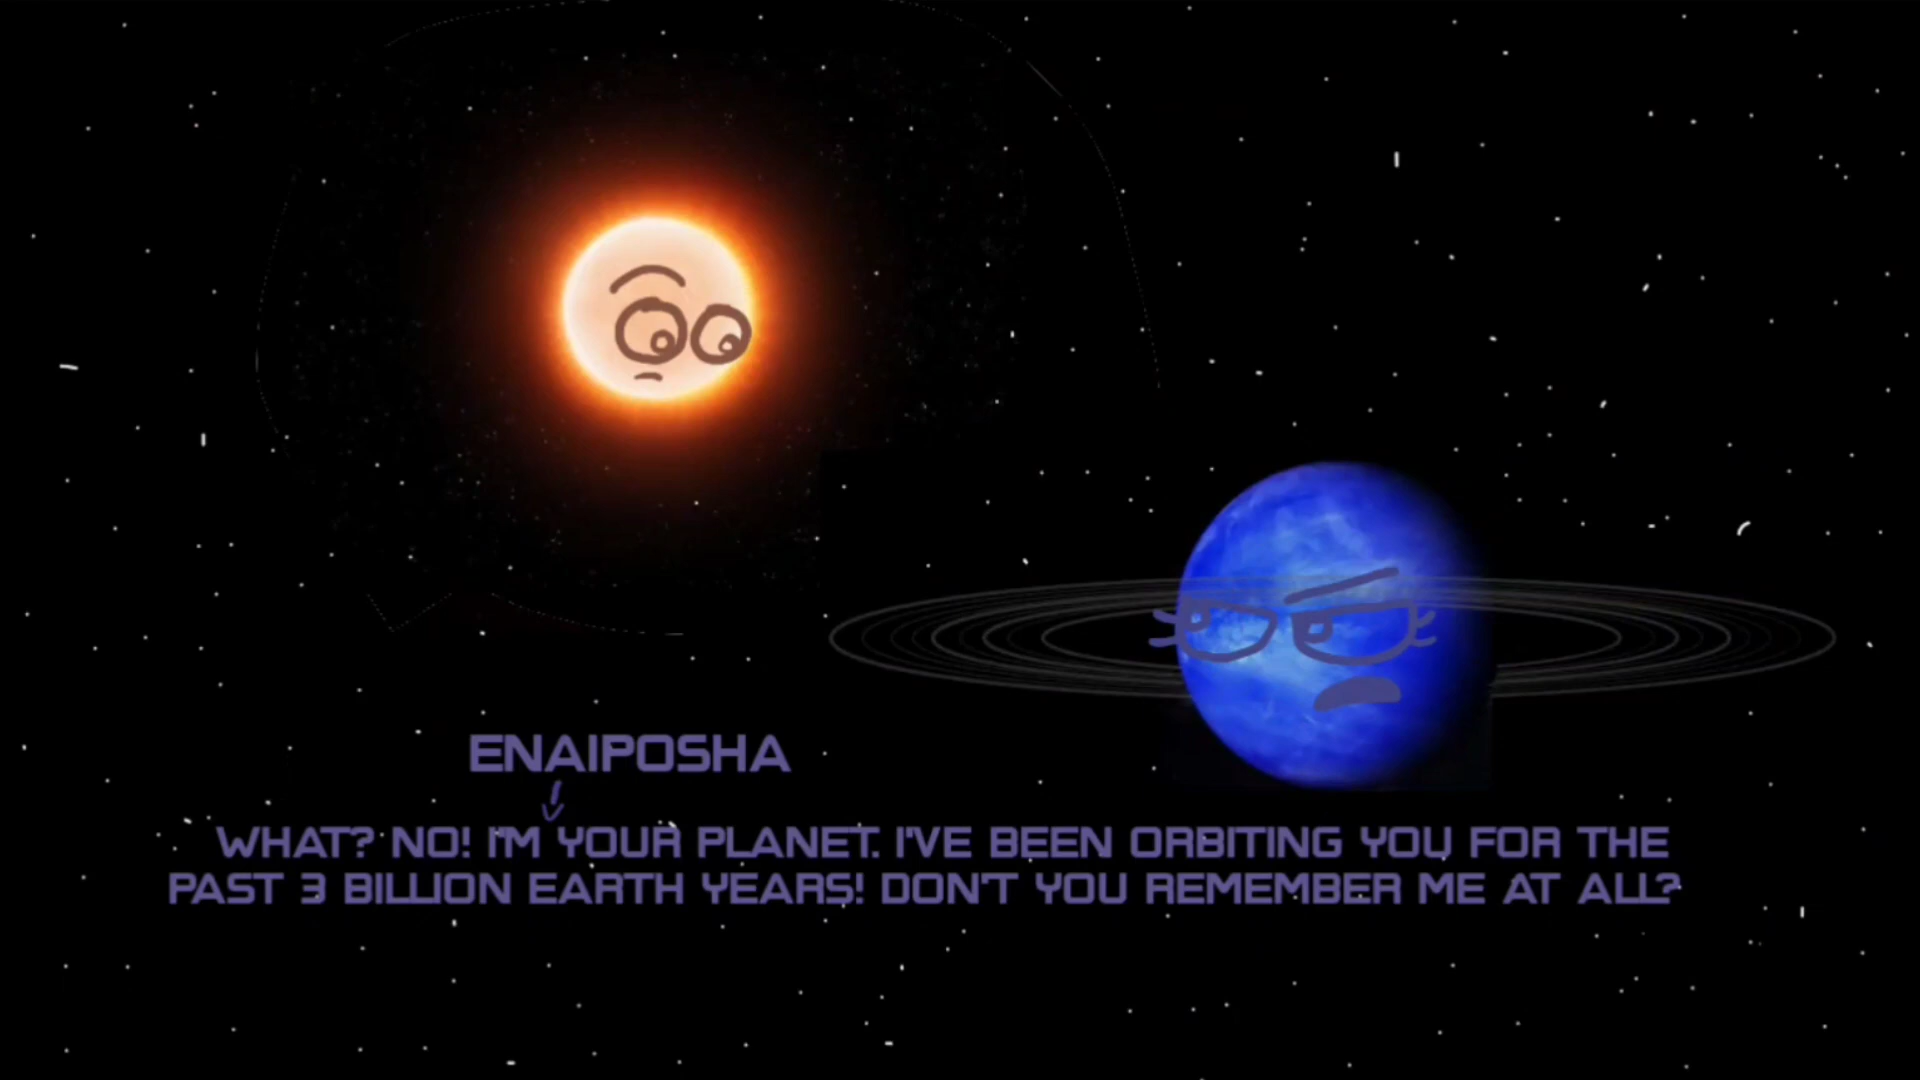 ENAIPOSHA
WHAT? NO! I'M YOUR PLANET. I'VE BEEN ORBITING YOU FOR THE
PAST 3 BILLION EARTH YEARS! DON'T YOU REMEMBER ME AT ALL?